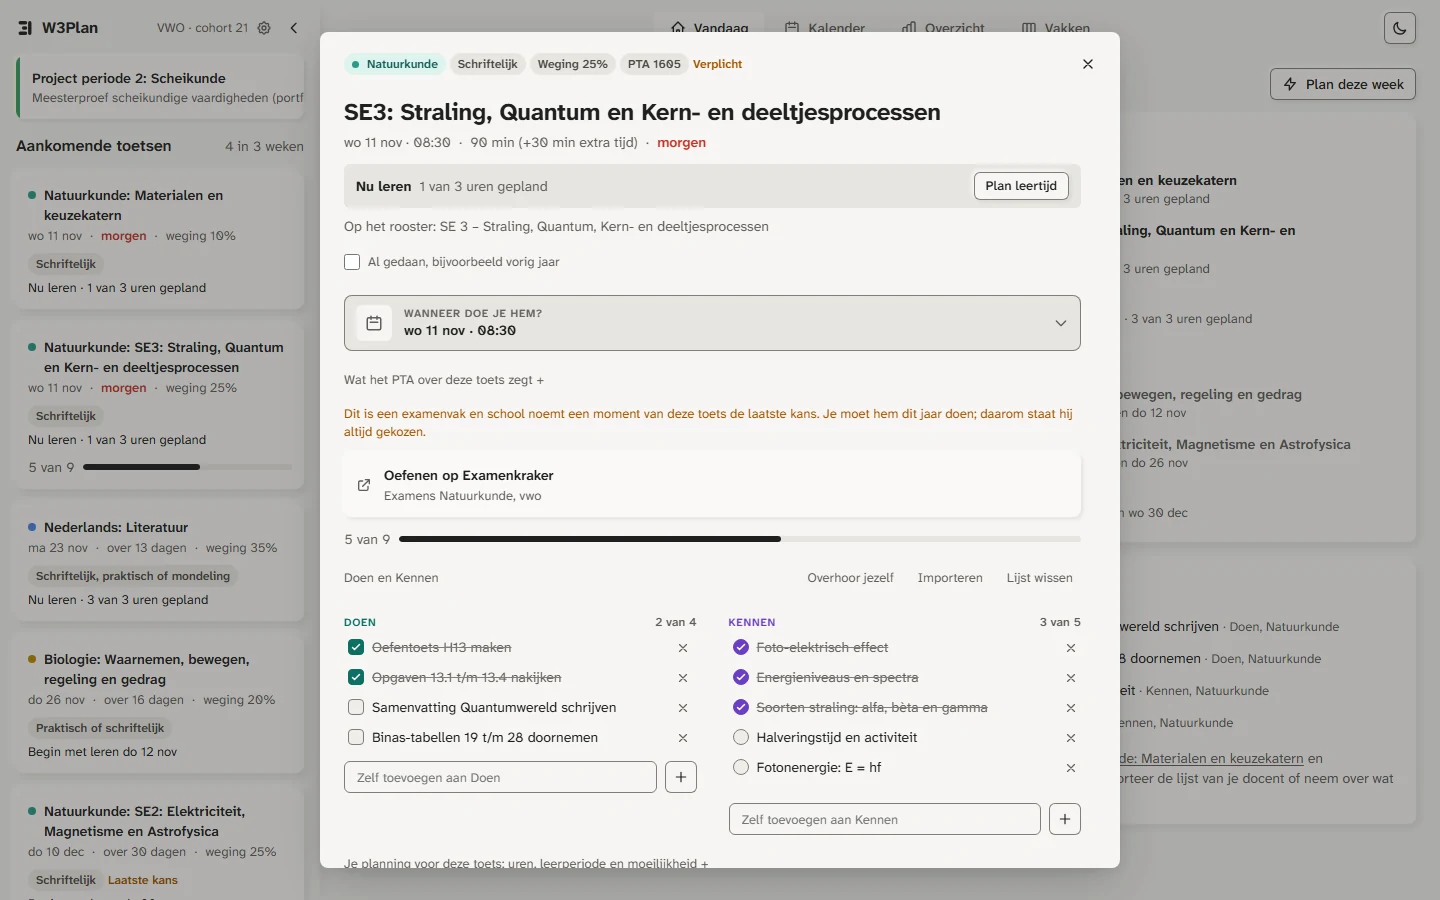 W3Plan
VWO · cohort 21
Vandaag
Kalender
Overzicht
Vakken
Plan deze week
Project periode 2: Scheikunde
Meesterproef scheikundige vaardigheden (portf
Aankomende toetsen
4 in 3 weken
Natuurkunde: Materialen en
keuzekatern
wo 11 nov · morgen · weging 10%
Schriftelijk
Nu leren · 1 van 3 uren gepland
Natuurkunde: SE3: Straling, Quantum
en Kern- en deeltjesprocessen
wo 11 nov · morgen · weging 25%
Schriftelijk
Nu leren · 1 van 3 uren gepland
5 van 9
Nederlands: Literatuur
ma 23 nov · over 13 dagen · weging 35%
Schriftelijk, praktisch of mondeling
Nu leren · 3 van 3 uren gepland
Biologie: Waarnemen, bewegen,
regeling en gedrag
do 26 nov · over 16 dagen · weging 20%
Praktisch of schriftelijk
Begin met leren do 12 nov
Natuurkunde: SE2: Elektriciteit,
Magnetisme en Astrofysica
do 10 dec · over 30 dagen · weging 25%
Schriftelijk Laatste kans
Natuurkunde Schriftelijk Weging 25% PTA 1605 Verplicht
SE3: Straling, Quantum en Kern- en deeltjesprocessen
wo 11 nov · 08:30 · 90 min (+30 min extra tijd) · morgen
Nu leren 1 van 3 uren gepland
Plan leertijd
Op het rooster: SE 3 – Straling, Quantum, Kern- en deeltjesprocessen
Al gedaan, bijvoorbeeld vorig jaar
WANNEER DOE JE HEM?
wo 11 nov · 08:30
Wat het PTA over deze toets zegt +
Dit is een examenvak en school noemt een moment van deze toets de laatste kans. Je moet hem dit jaar doen; daarom staat hij
altijd gekozen.
Oefenen op Examenkraker
Examens Natuurkunde, vwo
5 van 9
Doen en Kennen
Overhoor jezelf
Importeren
Lijst wissen
DOEN
2 van 4
Oefentoets H13 maken
Opgaven 13.1 t/m 13.4 nakijken
Samenvatting Quantumwereld schrijven
Binas-tabellen 19 t/m 28 doornemen
Zelf toevoegen aan Doen
+
KENNEN
3 van 5
Foto-elektrisch effect
Energieniveaus en spectra
Soorten straling: alfa, bèta en gamma
Halveringstijd en activiteit
Fotonenergie: E = hf
Zelf toevoegen aan Kennen
+
Je planning voor deze toets: uren, leerperiode en moeilijkheid +
en en keuzekatern
3 uren gepland
ling, Quantum en Kern- en
3 uren gepland
· 3 van 3 uren gepland
bewegen, regeling en gedrag
n do 12 nov
triciteit, Magnetisme en Astrofysica
n do 26 nov
n wo 30 dec
wereld schrijven · Doen, Natuurkunde
8 doornemen · Doen, Natuurkunde
eit · Kennen, Natuurkunde
ennen, Natuurkunde
de: Materialen en keuzekatern en
orteer de lijst van je docent of neem over wat